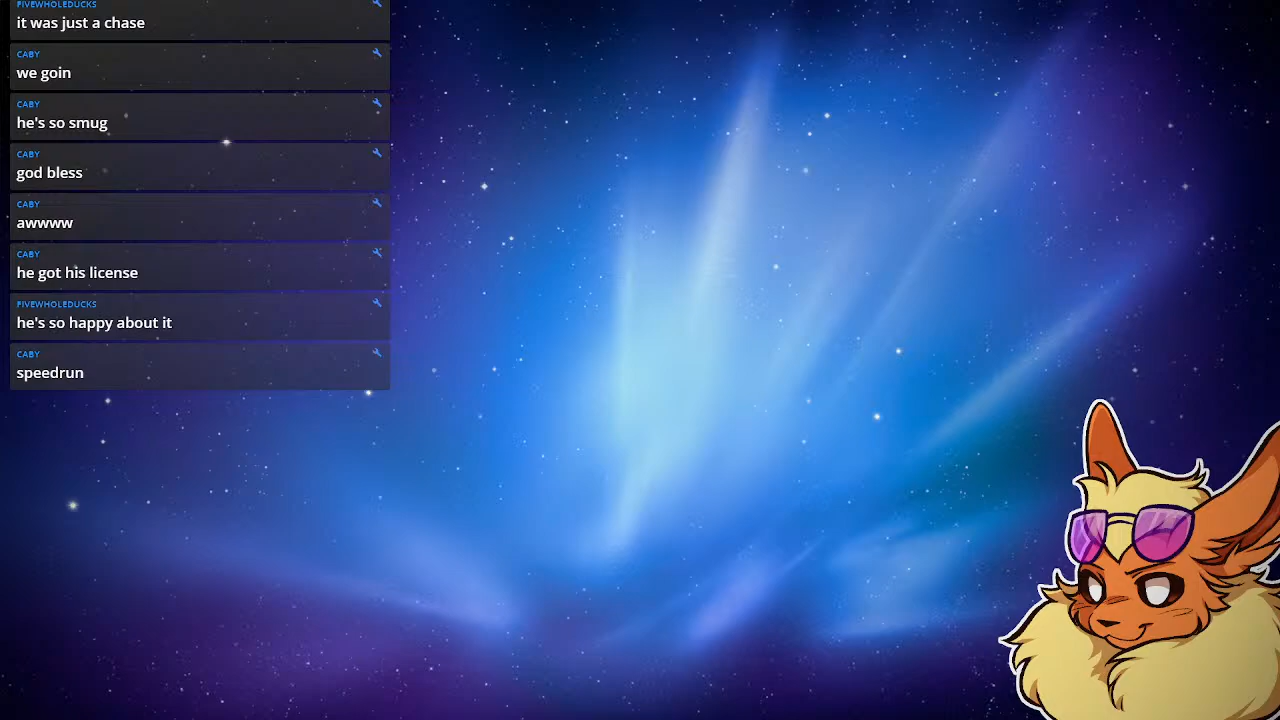 FIVEWHOLEDUCKS
it was just a chase
CABY
we goin
CABY
he's so smug
CABY
god bless
CABY
awwww
CABY
he got his license
FIVEWHOLEDUCKS
he's so happy about it
CABY
speedrun